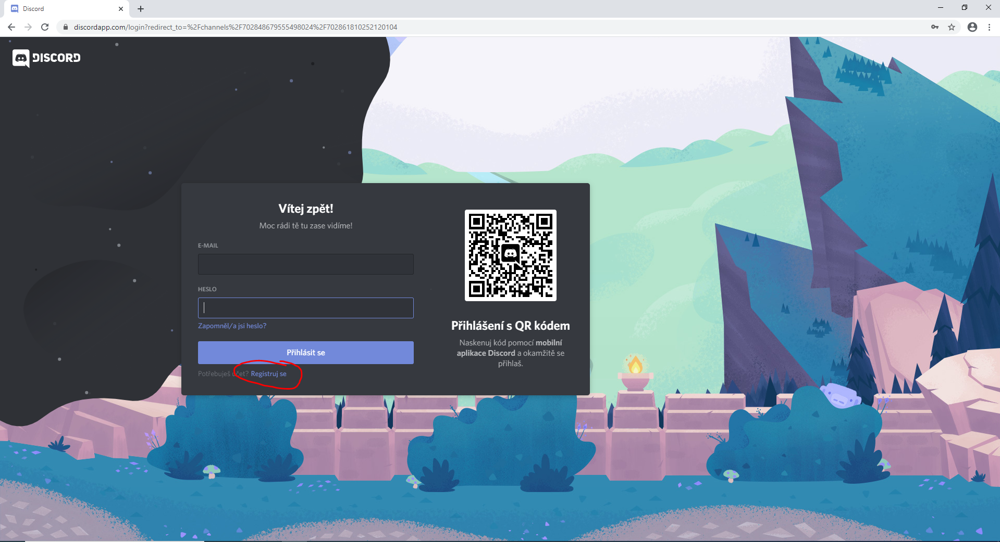 Discord
discordapp.com/login?redirect_to=%2Fchannels%2F702848679555498024%2F702861810252120104
DISCORD
Vítej zpět!
Moc rádi tě tu zase vidíme!
E-MAIL
HESLO
Zapomněl/a jsi heslo?
Přihlásit se
Potřebuješ účet? Registruj se
Přihlášení s QR kódem
Naskenuj kód pomocí mobilní
aplikace Discord a okamžitě se
přihlaš.